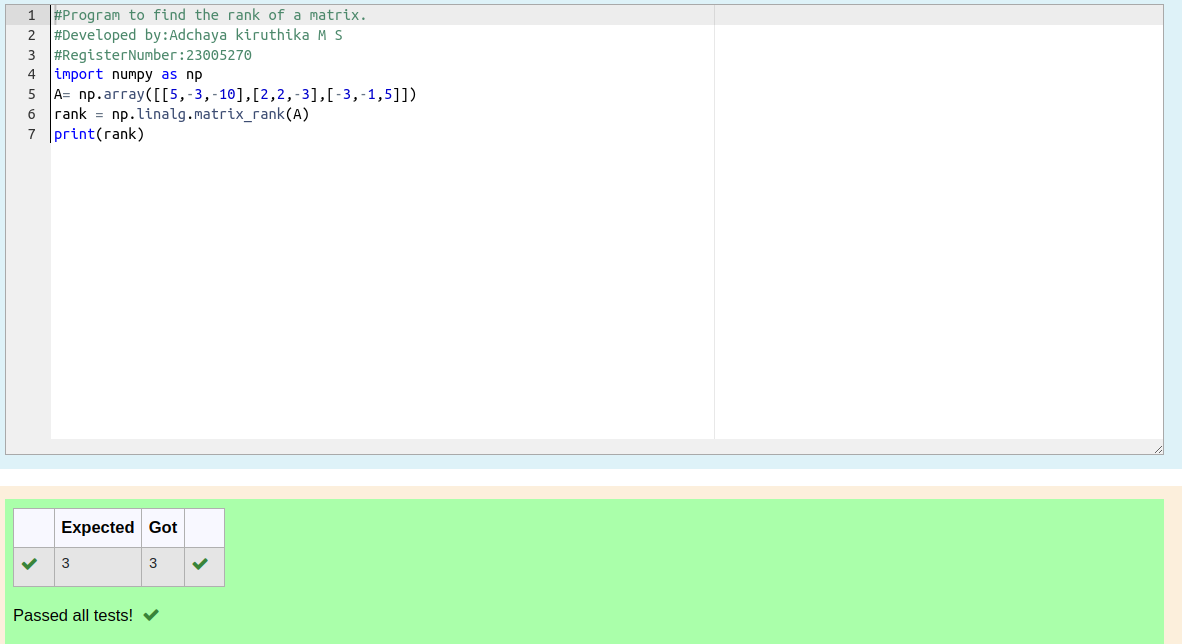 1 #Program to find the rank of a matrix.
2 #Developed by:Adchaya kiruthika M S
3 #RegisterNumber:23005270
4 import numpy as np
5 A= np.array([[5,-3,-10],[2,2,-3],[-3,-1,5]])
6 rank = np.linalg.matrix_rank(A)
7 print(rank)
Expected Got
3 3
Passed all tests!